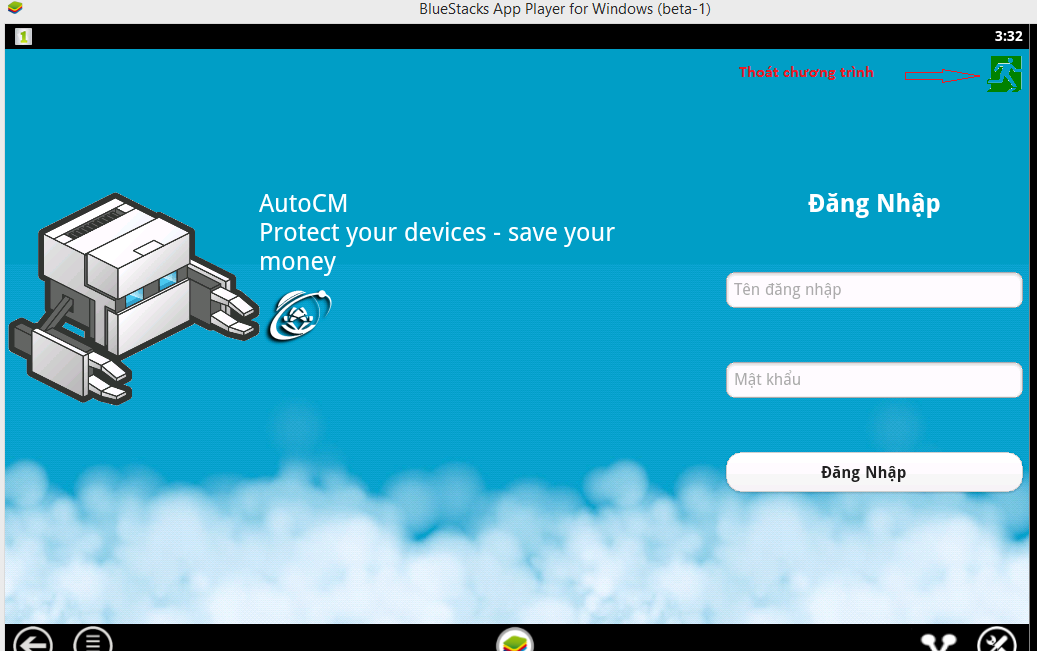 BlueStacks App Player for Windows (beta-1)
1
3:32
Thoát chương trình
AutoCM
Protect your devices - save your
money
Đăng Nhập
Tên đăng nhập
Mật khẩu
Đăng Nhập